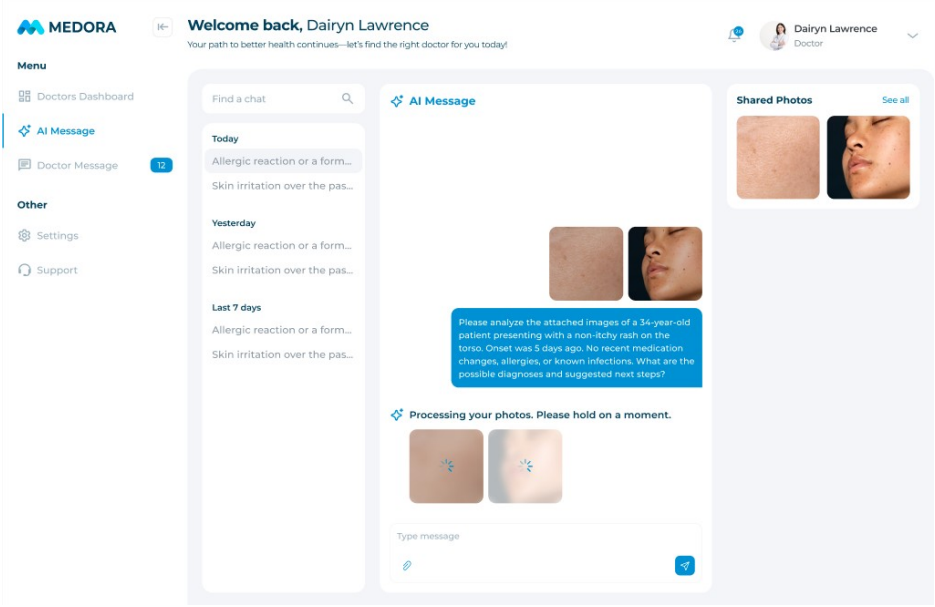 MEDORA
Welcome back, Dairyn Lawrence
Your path to better health continues—let's find the right doctor for you today!
Dairyn Lawrence
Doctor
Menu
Doctors Dashboard
AI Message
Doctor Message
12
Other
Settings
Support
Find a chat
Today
Allergic reaction or a form...
Skin irritation over the pas...
Yesterday
Allergic reaction or a form...
Skin irritation over the pas...
Last 7 days
Allergic reaction or a form...
Skin irritation over the pas...
AI Message
Please analyze the attached images of a 34-year-old
patient presenting with a non-itchy rash on the
torso. Onset was 5 days ago. No recent medication
changes, allergies, or known infections. What are the
possible diagnoses and suggested next steps?
Processing your photos. Please hold on a moment.
Type message
Shared Photos
See all